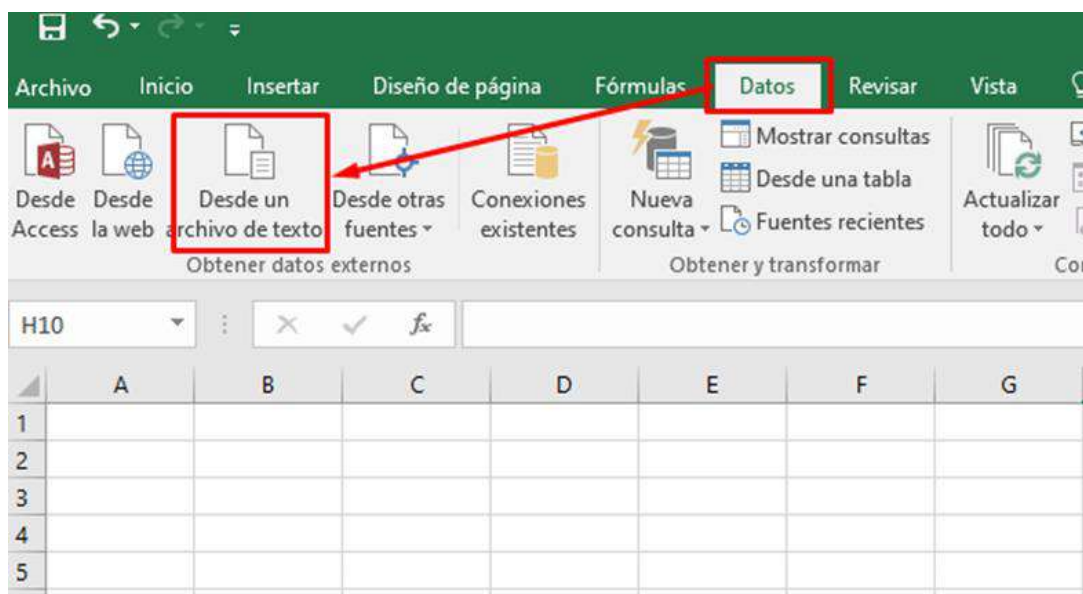 Archivo Inicio Insertar Diseño de página Fórmulas Datos Revisar Vista
Desde Access
Desde la web
Desde un archivo de texto
Desde otras fuentes
Conexiones existentes
Obtener datos externos
Nueva consulta
Mostrar consultas
Desde una tabla
Fuentes recientes
Obtener y transformar
Actualizar todo
H10 fx
A B C D E F G
1
2
3
4
5